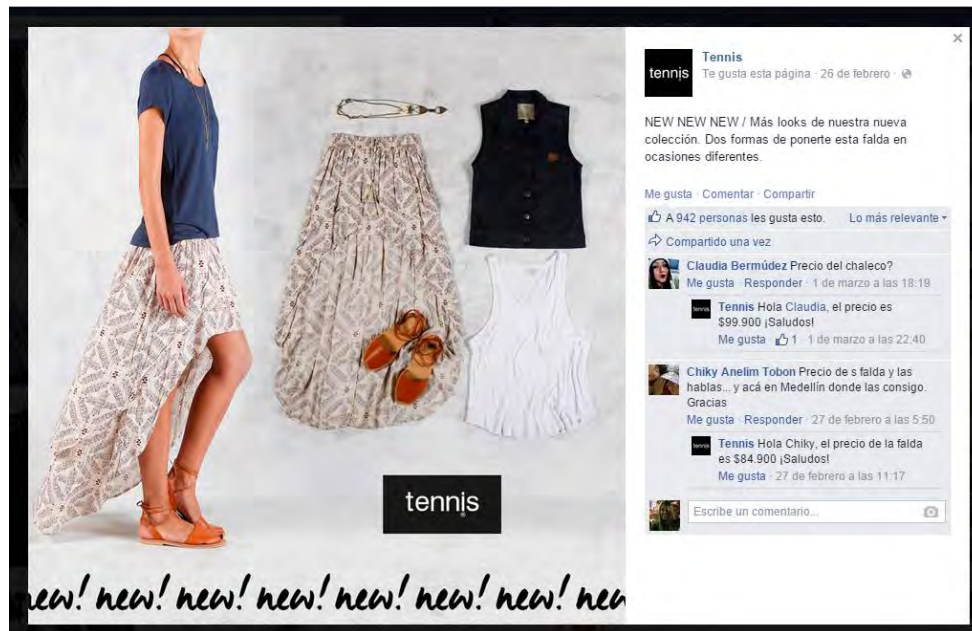 ×
tennis
Tennis
Te gusta esta página · 26 de febrero ·
NEW NEW NEW / Más looks de nuestra nueva
colección. Dos formas de ponerte esta falda en
ocasiones diferentes.
Me gusta · Comentar · Compartir
A 942 personas les gusta esto. Lo más relevante
Compartido una vez
Claudia Bermúdez Precio del chaleco?
Me gusta · Responder · 1 de marzo a las 18:19
tennis
Tennis Hola Claudia, el precio es
$99.900 ¡Saludos!
Me gusta · 1 · 1 de marzo a las 22:40
Chiky Anelim Tobon Precio de s falda y las
hablas... y acá en Medellín donde las consigo.
Gracias
Me gusta · Responder · 27 de febrero a las 5:50
tennis
Tennis Hola Chiky, el precio de la falda
es $84.900 ¡Saludos!
Me gusta · 27 de febrero a las 11:17
Escribe un comentario...
tennis®
new! new! new! new! new! new! new! new